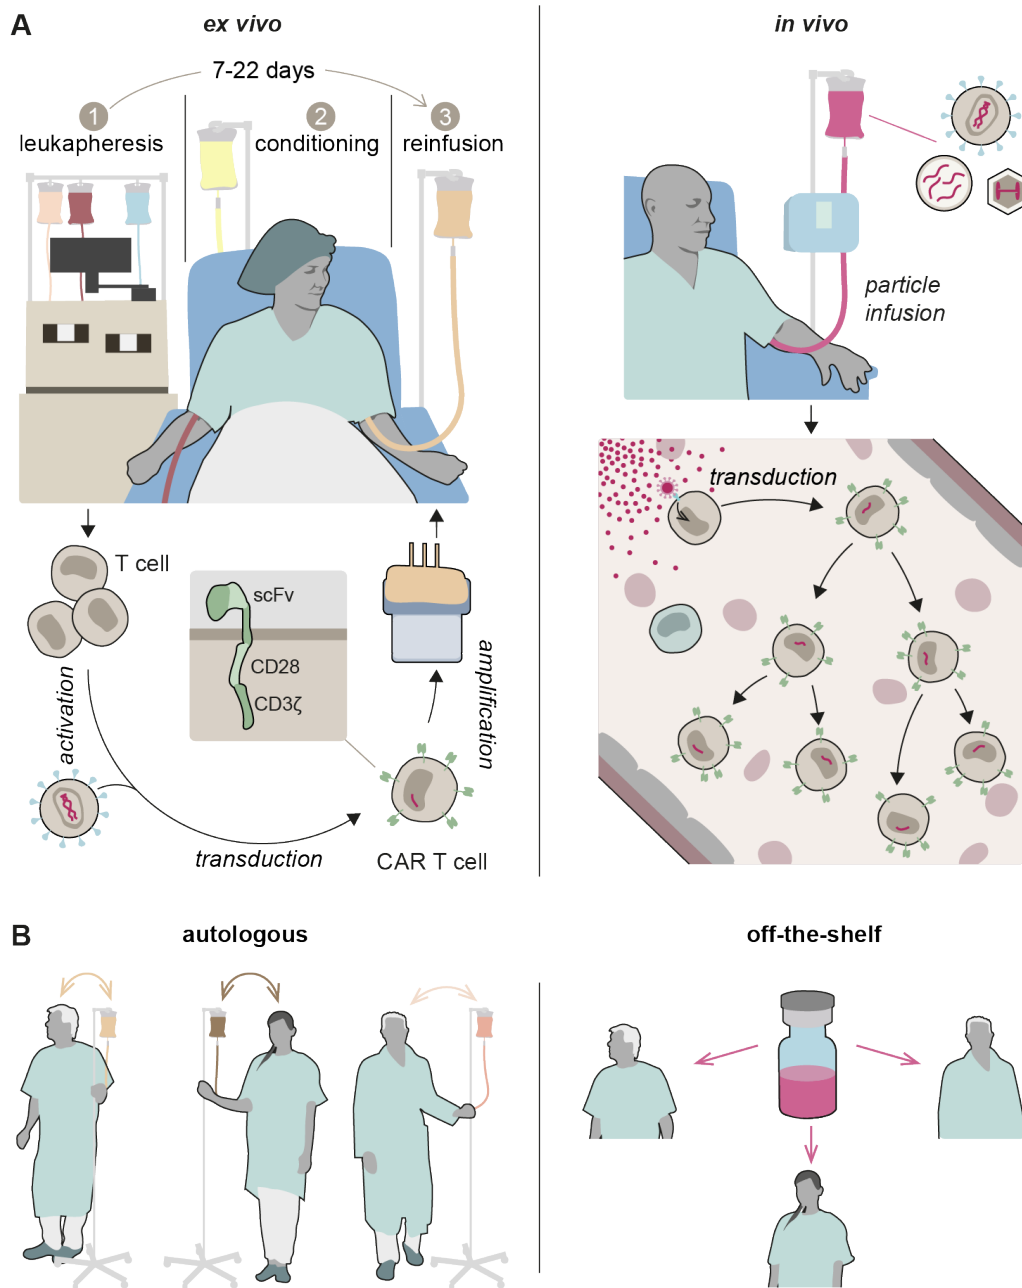 A
ex vivo
in vivo
7-22 days
1
2
3
leukapheresis
conditioning
reinfusion
particle
infusion
transduction
T cell
scFv
CD28
CD3ζ
activation
amplification
transduction
CAR T cell
B
autologous
off-the-shelf